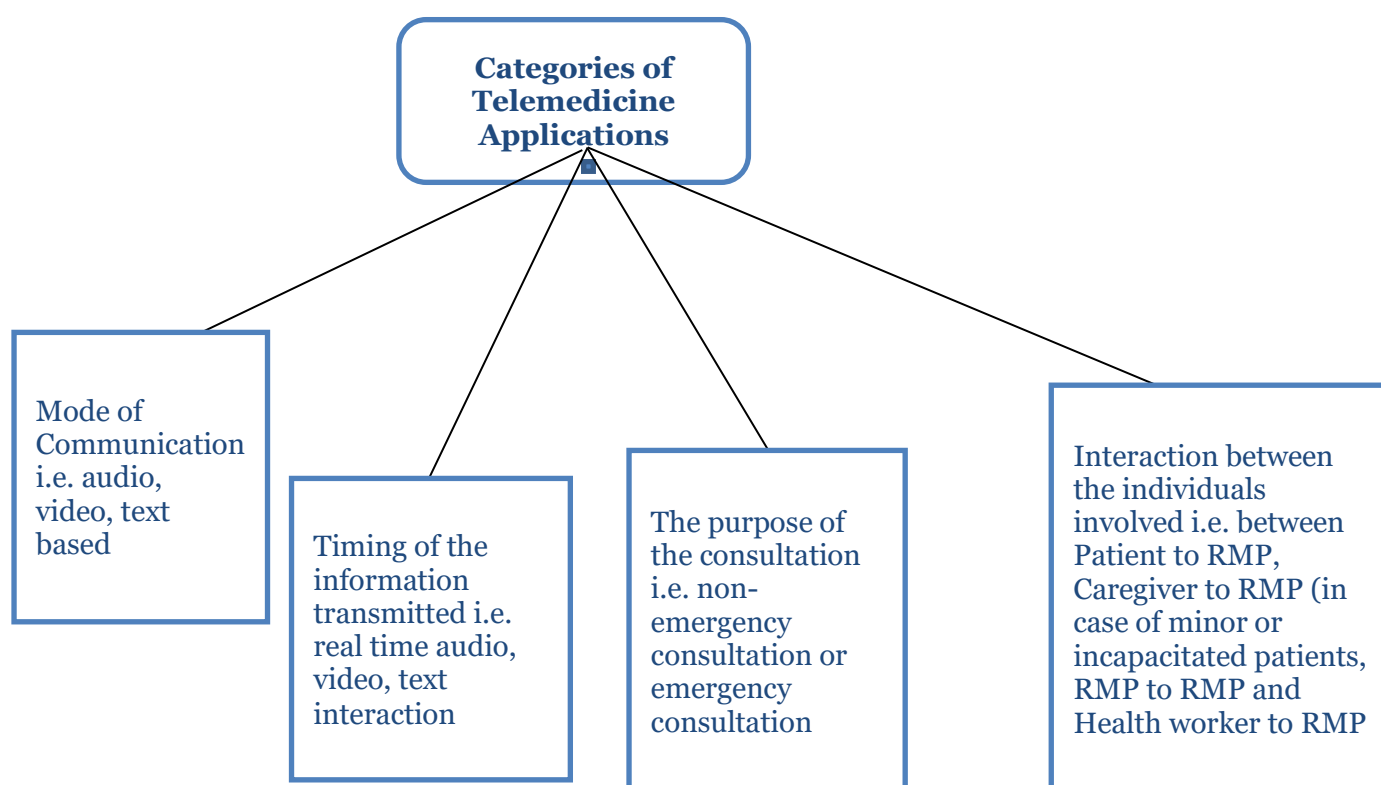 Categories of
Telemedicine
Applications
Mode of
Communication
i.e. audio,
video, text
based
Timing of the
information
transmitted i.e.
real time audio,
video, text
interaction
The purpose of
the consultation
i.e. non-
emergency
consultation or
emergency
consultation
Interaction between
the individuals
involved i.e. between
Patient to RMP,
Caregiver to RMP (in
case of minor or
incapacitated patients,
RMP to RMP and
Health worker to RMP